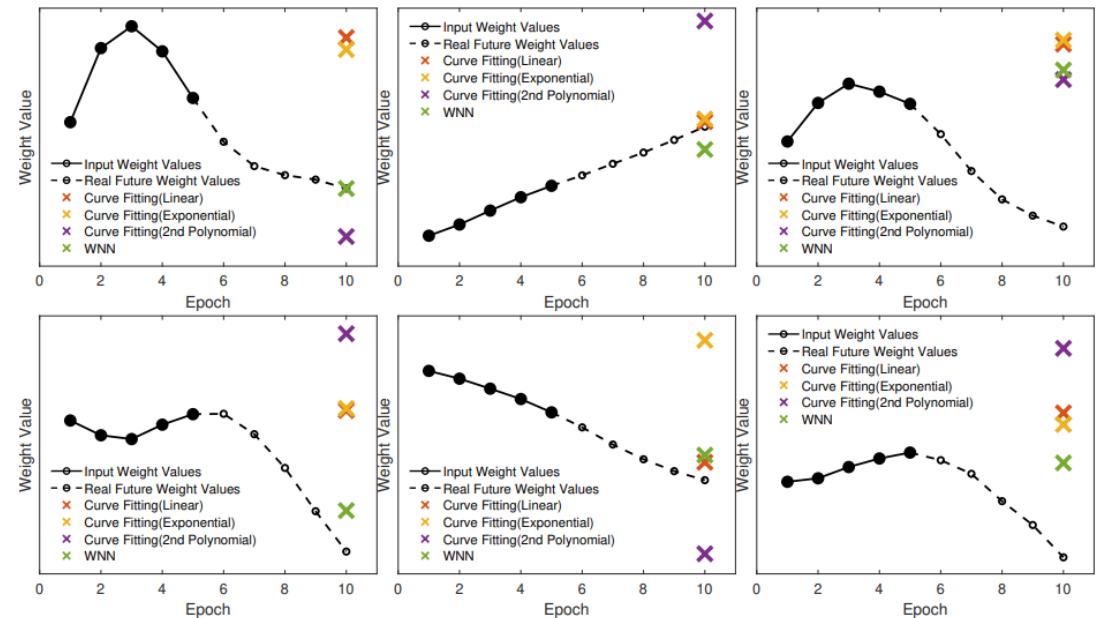 Weight Value
Input Weight Values
Real Future Weight Values
Curve Fitting(Linear)
Curve Fitting(Exponential)
Curve Fitting(2nd Polynomial)
WNN
0 2 4 6 8 10
Epoch
Weight Value
Input Weight Values
Real Future Weight Values
Curve Fitting(Linear)
Curve Fitting(Exponential)
Curve Fitting(2nd Polynomial)
WNN
0 2 4 6 8 10
Epoch
Weight Value
Input Weight Values
Real Future Weight Values
Curve Fitting(Linear)
Curve Fitting(Exponential)
Curve Fitting(2nd Polynomial)
WNN
0 2 4 6 8 10
Epoch
Weight Value
Input Weight Values
Real Future Weight Values
Curve Fitting(Linear)
Curve Fitting(Exponential)
Curve Fitting(2nd Polynomial)
WNN
0 2 4 6 8 10
Epoch
Weight Value
Input Weight Values
Real Future Weight Values
Curve Fitting(Linear)
Curve Fitting(Exponential)
Curve Fitting(2nd Polynomial)
WNN
0 2 4 6 8 10
Epoch
Weight Value
Input Weight Values
Real Future Weight Values
Curve Fitting(Linear)
Curve Fitting(Exponential)
Curve Fitting(2nd Polynomial)
WNN
0 2 4 6 8 10
Epoch